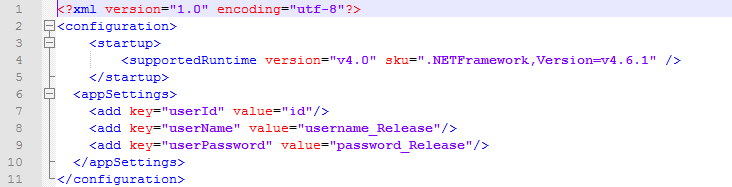 1 <?xml version="1.0" encoding="utf-8"?>
2 <configuration>
3     <startup>
4         <supportedRuntime version="v4.0" sku=".NETFramework,Version=v4.6.1" />
5     </startup>
6   <appSettings>
7     <add key="userId" value="id"/>
8     <add key="userName" value="username_Release"/>
9     <add key="userPassword" value="password_Release"/>
10   </appSettings>
11 </configuration>